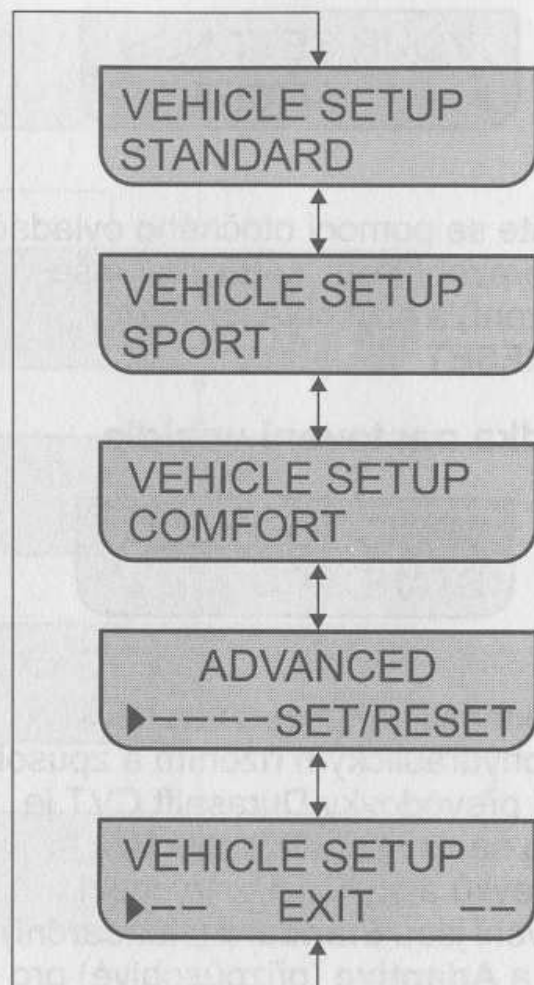 VEHICLE SETUP
STANDARD
VEHICLE SETUP
SPORT
VEHICLE SETUP
COMFORT
ADVANCED
▶----SET/RESET
VEHICLE SETUP
▶-- EXIT --